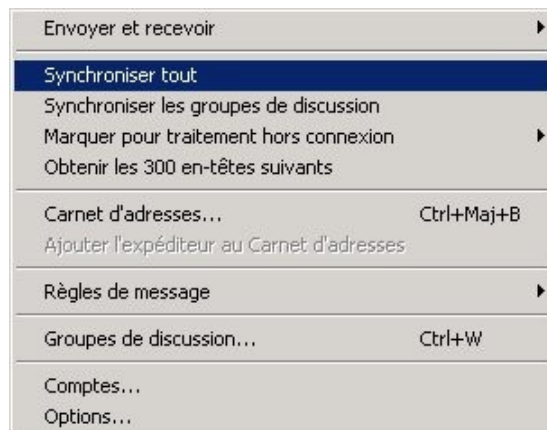 Envoyer et recevoir
Synchroniser tout
Synchroniser les groupes de discussion
Marquer pour traitement hors connexion
Obtenir les 300 en-têtes suivants
Carnet d'adresses... Ctrl+Maj+B
Ajouter l'expéditeur au Carnet d'adresses
Règles de message
Groupes de discussion... Ctrl+W
Comptes...
Options...